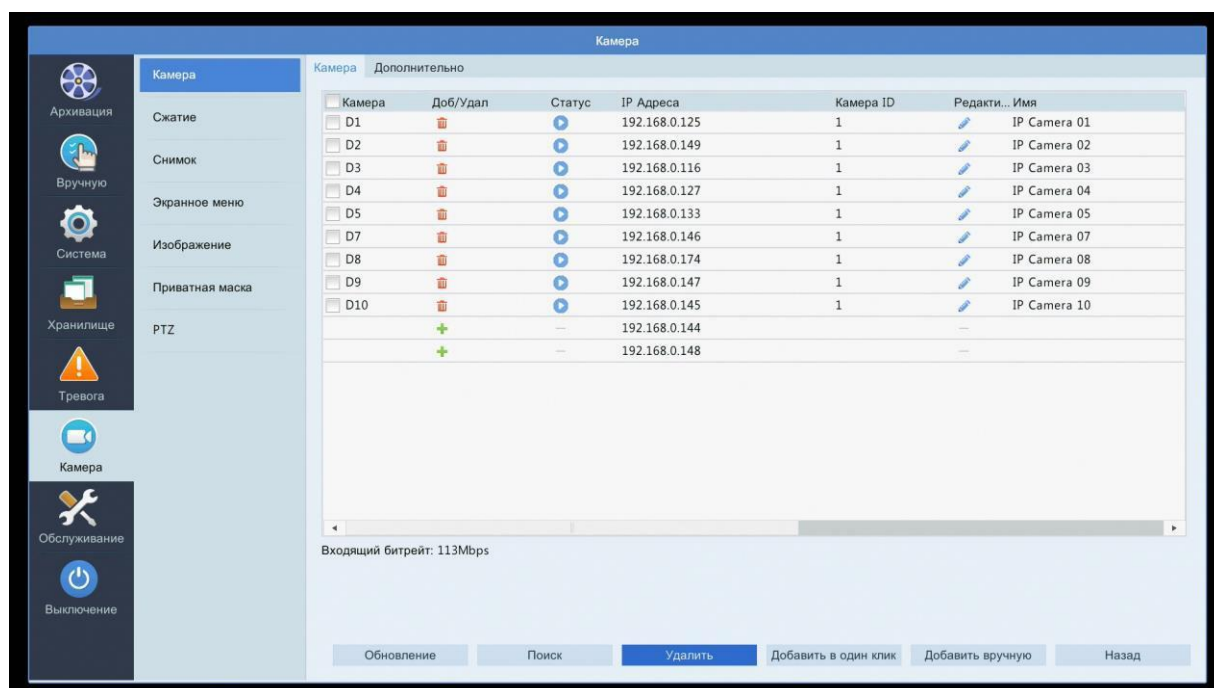 Камера
Архивация
Вручную
Система
Хранилище
Тревога
Камера
Обслуживание
Выключение
Камера
Сжатие
Снимок
Экранное меню
Изображение
Приватная маска
PTZ
Камера Дополнительно
Камера Доб/Удал Статус IP Адреса Камера ID Редакти... Имя
D1 192.168.0.125 1 IP Camera 01
D2 192.168.0.149 1 IP Camera 02
D3 192.168.0.116 1 IP Camera 03
D4 192.168.0.127 1 IP Camera 04
D5 192.168.0.133 1 IP Camera 05
D7 192.168.0.146 1 IP Camera 07
D8 192.168.0.174 1 IP Camera 08
D9 192.168.0.147 1 IP Camera 09
D10 192.168.0.145 1 IP Camera 10
— 192.168.0.144 —
— 192.168.0.148 —
Входящий битрейт: 113Mbps
Обновление Поиск Удалить Добавить в один клик Добавить вручную Назад